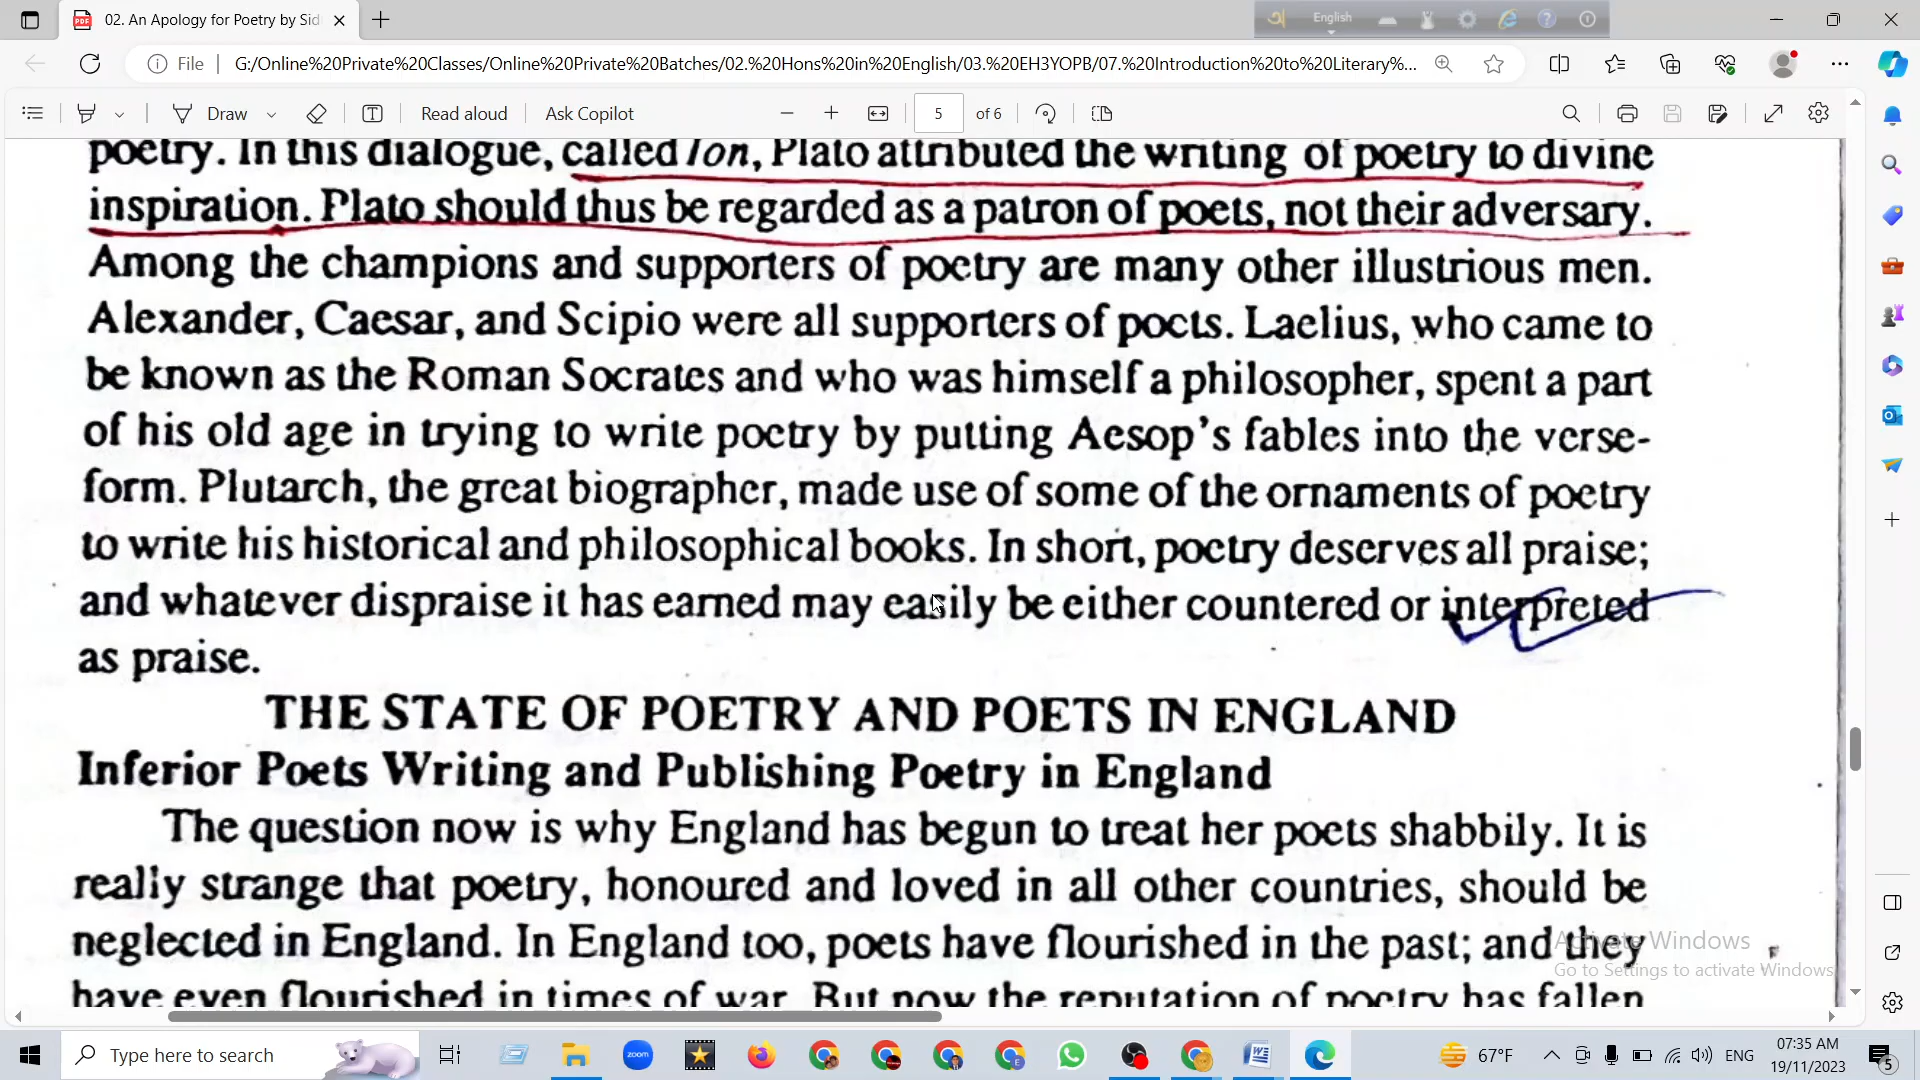 02. An Apology for Poetry by Sid
English
File
G:/Online%20Private%20Classes/Online%20Private%20Batches/02.%20Hons%20in%20English/03.%20EH3YOPB/07.%20Introduction%20to%20Literary%...
Draw
Read aloud
Ask Copilot
5
of 6
poetry. In this dialogue, called Ion, Plato attributed the writing of poetry to divine
inspiration. Plato should thus be regarded as a patron of poets, not their adversary.
Among the champions and supporters of poetry are many other illustrious men.
Alexander, Caesar, and Scipio were all supporters of poets. Laelius, who came to
be known as the Roman Socrates and who was himself a philosopher, spent a part
of his old age in trying to write poetry by putting Aesop's fables into the verse-
form. Plutarch, the great biographer, made use of some of the ornaments of poetry
to write his historical and philosophical books. In short, poetry deserves all praise;
and whatever dispraise it has earned may easily be either countered or interpreted
as praise.
THE STATE OF POETRY AND POETS IN ENGLAND
Inferior Poets Writing and Publishing Poetry in England
The question now is why England has begun to treat her poets shabbily. It is
really strange that poetry, honoured and loved in all other countries, should be
neglected in England. In England too, poets have flourished in the past; and they
have even flourished in times of war. But now the reputation of poetry has fallen
Activate Windows
Go to Settings to activate Windows.
Type here to search
zoom
67°F
ENG
07:35 AM
19/11/2023
5